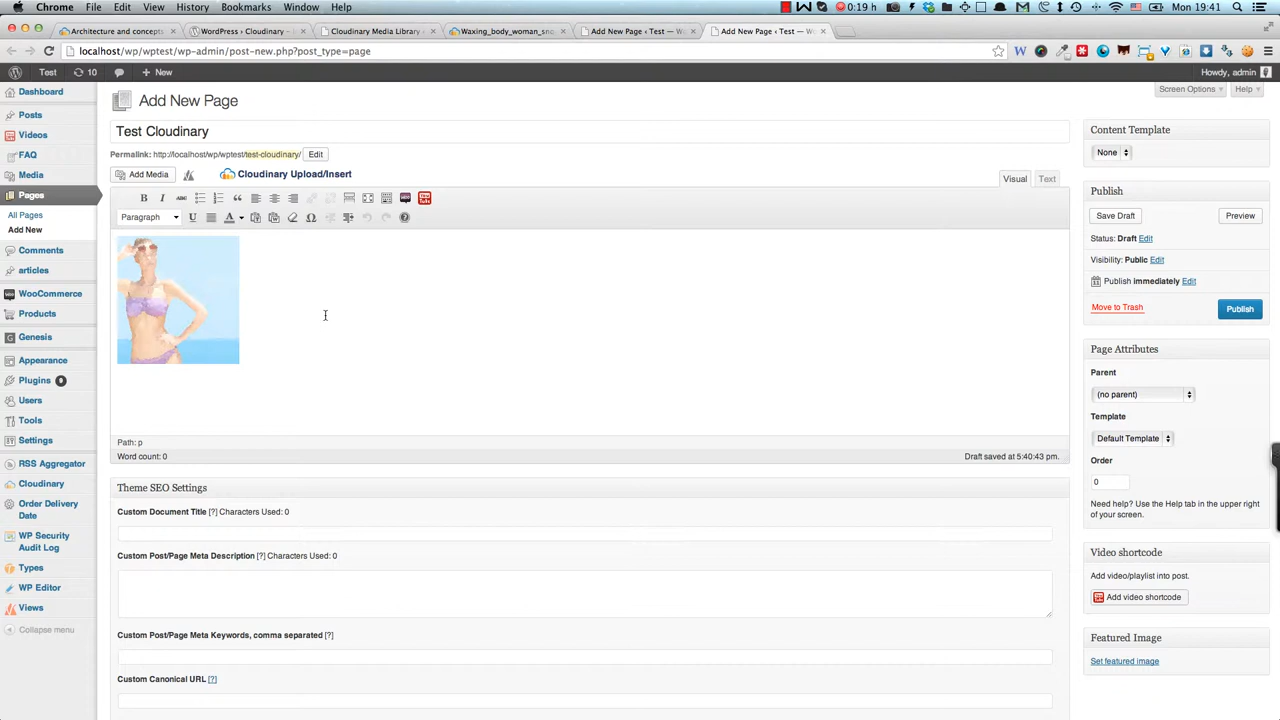 Chrome File Edit View History Bookmarks Window Help 0:19 h Mon 19:41
Architecture and concepts WordPress › Cloudinary Cloudinary Media Library Waxing_body_woman_sno New Page ‹ Test — W Add New Page ‹ Test — W
localhost/wp/wptest/wp-admin/post-new.php?post_type=page
Test 10 New Howdy, admin
Screen Options Help
Dashboard
Posts
Videos
FAQ
Media
Pages
All Pages
Add New
Comments
articles
WooCommerce
Products
Genesis
Appearance
Plugins 9
Users
Tools
Settings
RSS Aggregator
Cloudinary
Order Delivery
Date
WP Security
Audit Log
Types
WP Editor
Views
Collapse menu
Add New Page
Test Cloudinary
Permalink: http://localhost/wp/wptest/test-cloudinary/ Edit
Add Media Cloudinary Upload/Insert
Visual Text
B I ABC
Paragraph U A Ω
Path: p
Word count: 0 Draft saved at 5:40:43 pm.
Theme SEO Settings
Custom Document Title [?] Characters Used: 0
Custom Post/Page Meta Description [?] Characters Used: 0
Custom Post/Page Meta Keywords, comma separated [?]
Custom Canonical URL [?]
Content Template
None
Publish
Save Draft Preview
Status: Draft Edit
Visibility: Public Edit
Publish immediately Edit
Move to Trash Publish
Page Attributes
Parent
(no parent)
Template
Default Template
Order
0
Need help? Use the Help tab in the upper right
of your screen.
Video shortcode
Add video/playlist into post.
Add video shortcode
Featured Image
Set featured image